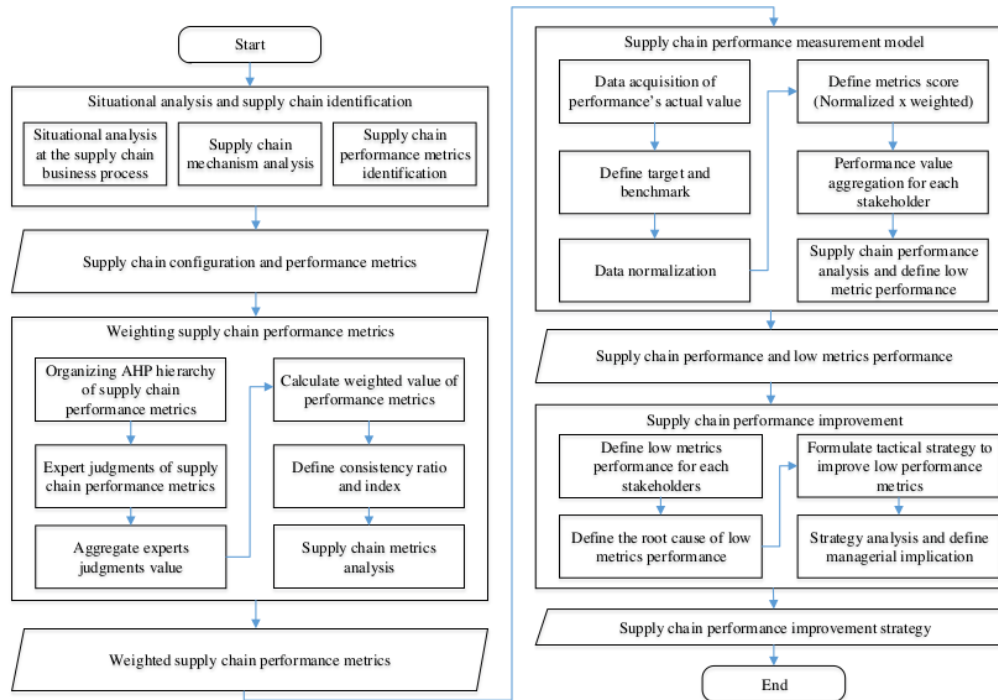 Start
Situational analysis and supply chain identification
Situational analysis
at the supply chain
business process
Supply chain
mechanism analysis
Supply chain
performance metrics
identification
Supply chain configuration and performance metrics
Weighting supply chain performance metrics
Organizing AHP hierarchy
of supply chain
performance metrics
Expert judgments of supply
chain performance metrics
Aggregate experts
judgments value
Calculate weighted value of
performance metrics
Define consistency ratio
and index
Supply chain metrics
analysis
Weighted supply chain performance metrics
Supply chain performance measurement model
Data acquisition of
performance's actual value
Define target and
benchmark
Data normalization
Define metrics score
(Normalized x weighted)
Performance value
aggregation for each
stakeholder
Supply chain performance
analysis and define low
metric performance
Supply chain performance and low metrics performance
Supply chain performance improvement
Define low metrics
performance for each
stakeholders
Define the root cause of low
metrics performance
Formulate tactical strategy to
improve low performance
metrics
Strategy analysis and define
managerial implication
Supply chain performance improvement strategy
End